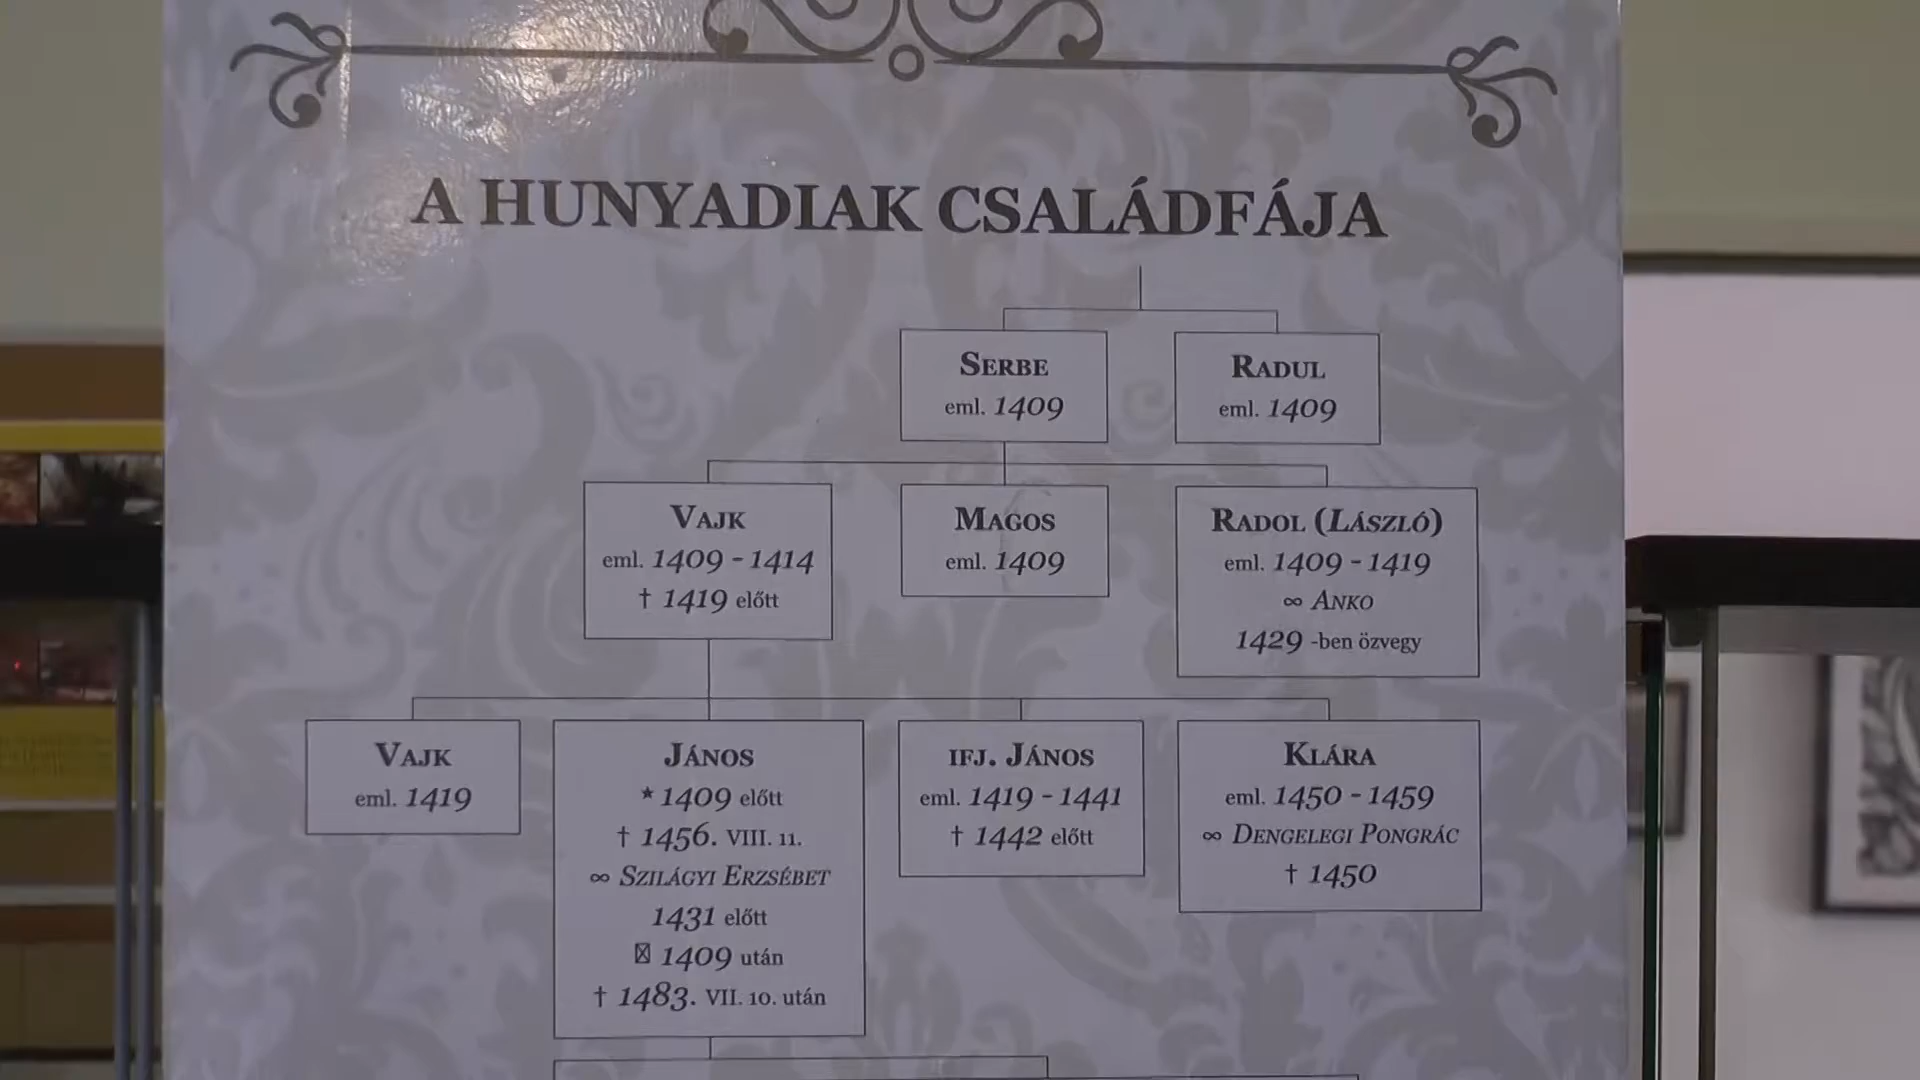 A HUNYADIAK CSALÁDFÁJA
SERBE
eml. 1409
RADUL
eml. 1409
VAJK
eml. 1409 - 1414
† 1419 előtt
MAGOS
eml. 1409
RADOL (LÁSZLÓ)
eml. 1409 - 1419
∞ ANKO
1429 -ben özvegy
VAJK
eml. 1419
JÁNOS
* 1409 előtt
† 1456. VIII. 11.
∞ SZILÁGYI ERZSÉBET
1431 előtt
☒ 1409 után
† 1483. VII. 10. után
IFJ. JÁNOS
eml. 1419 - 1441
† 1442 előtt
KLÁRA
eml. 1450 - 1459
∞ DENGELEGI PONGRÁC
† 1450